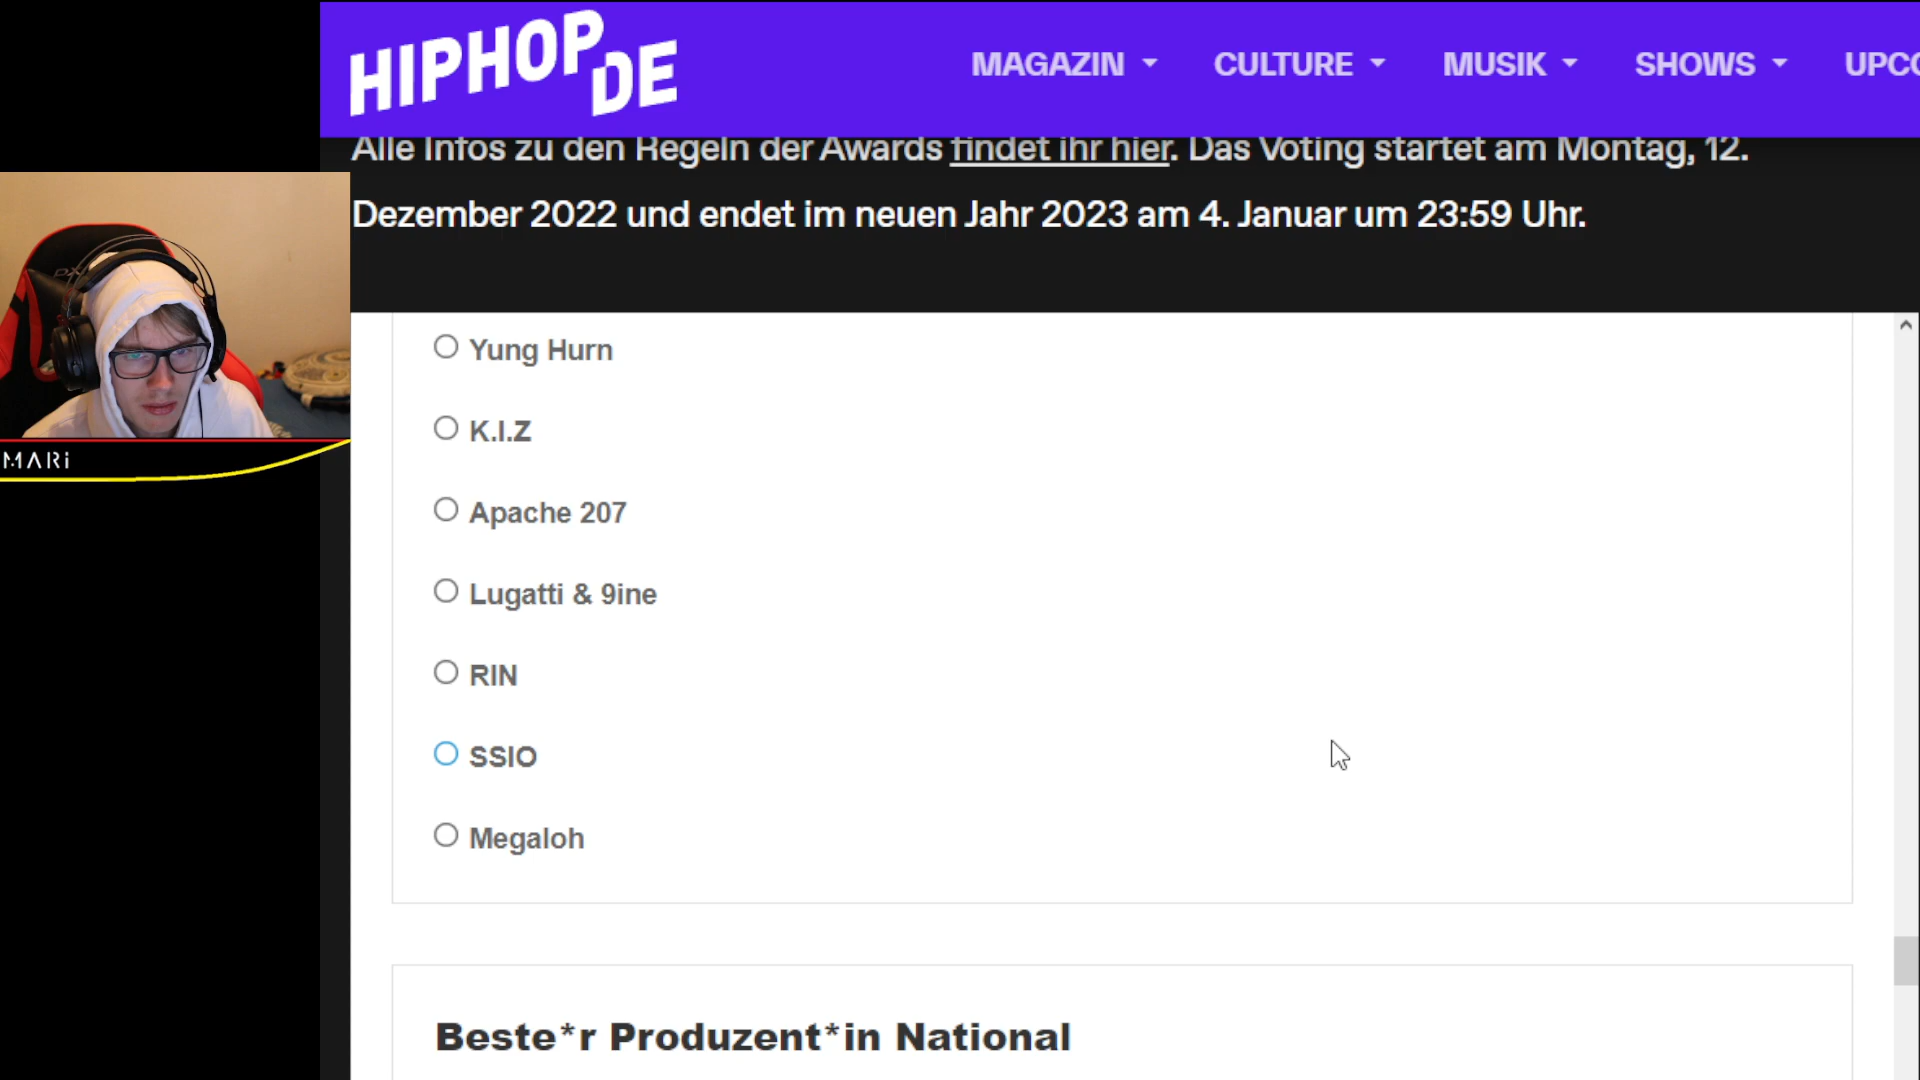 HIPHOP.DE
MAGAZIN
CULTURE
MUSIK
SHOWS
Alle Infos zu den Regeln der Awards findet ihr hier. Das Voting startet am Montag, 12.
Dezember 2022 und endet im neuen Jahr 2023 am 4. Januar um 23:59 Uhr.
MARi
Yung Hurn
K.I.Z
Apache 207
Lugatti & 9ine
RIN
SSIO
Megaloh
Beste*r Produzent*in National